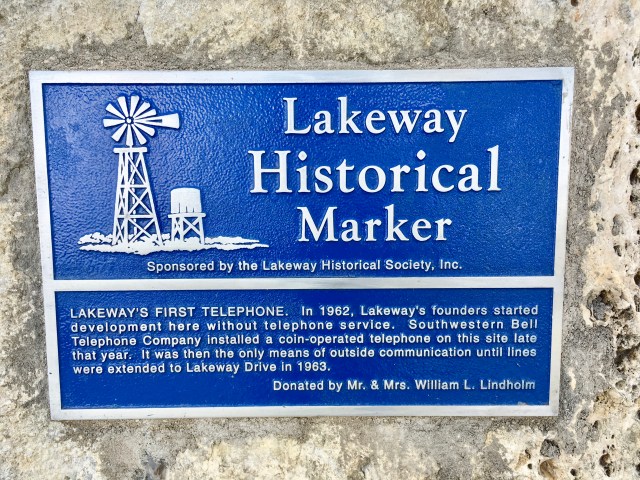 Lakeway
Historical
Marker
Sponsored by the Lakeway Historical Society, Inc.
LAKEWAY'S FIRST TELEPHONE. In 1962, Lakeway's founders started
development here without telephone service. Southwestern Bell
Telephone Company installed a coin-operated telephone on this site late
that year. It was then the only means of outside communication until lines
were extended to Lakeway Drive in 1963.
Donated by Mr. & Mrs. William L. Lindholm